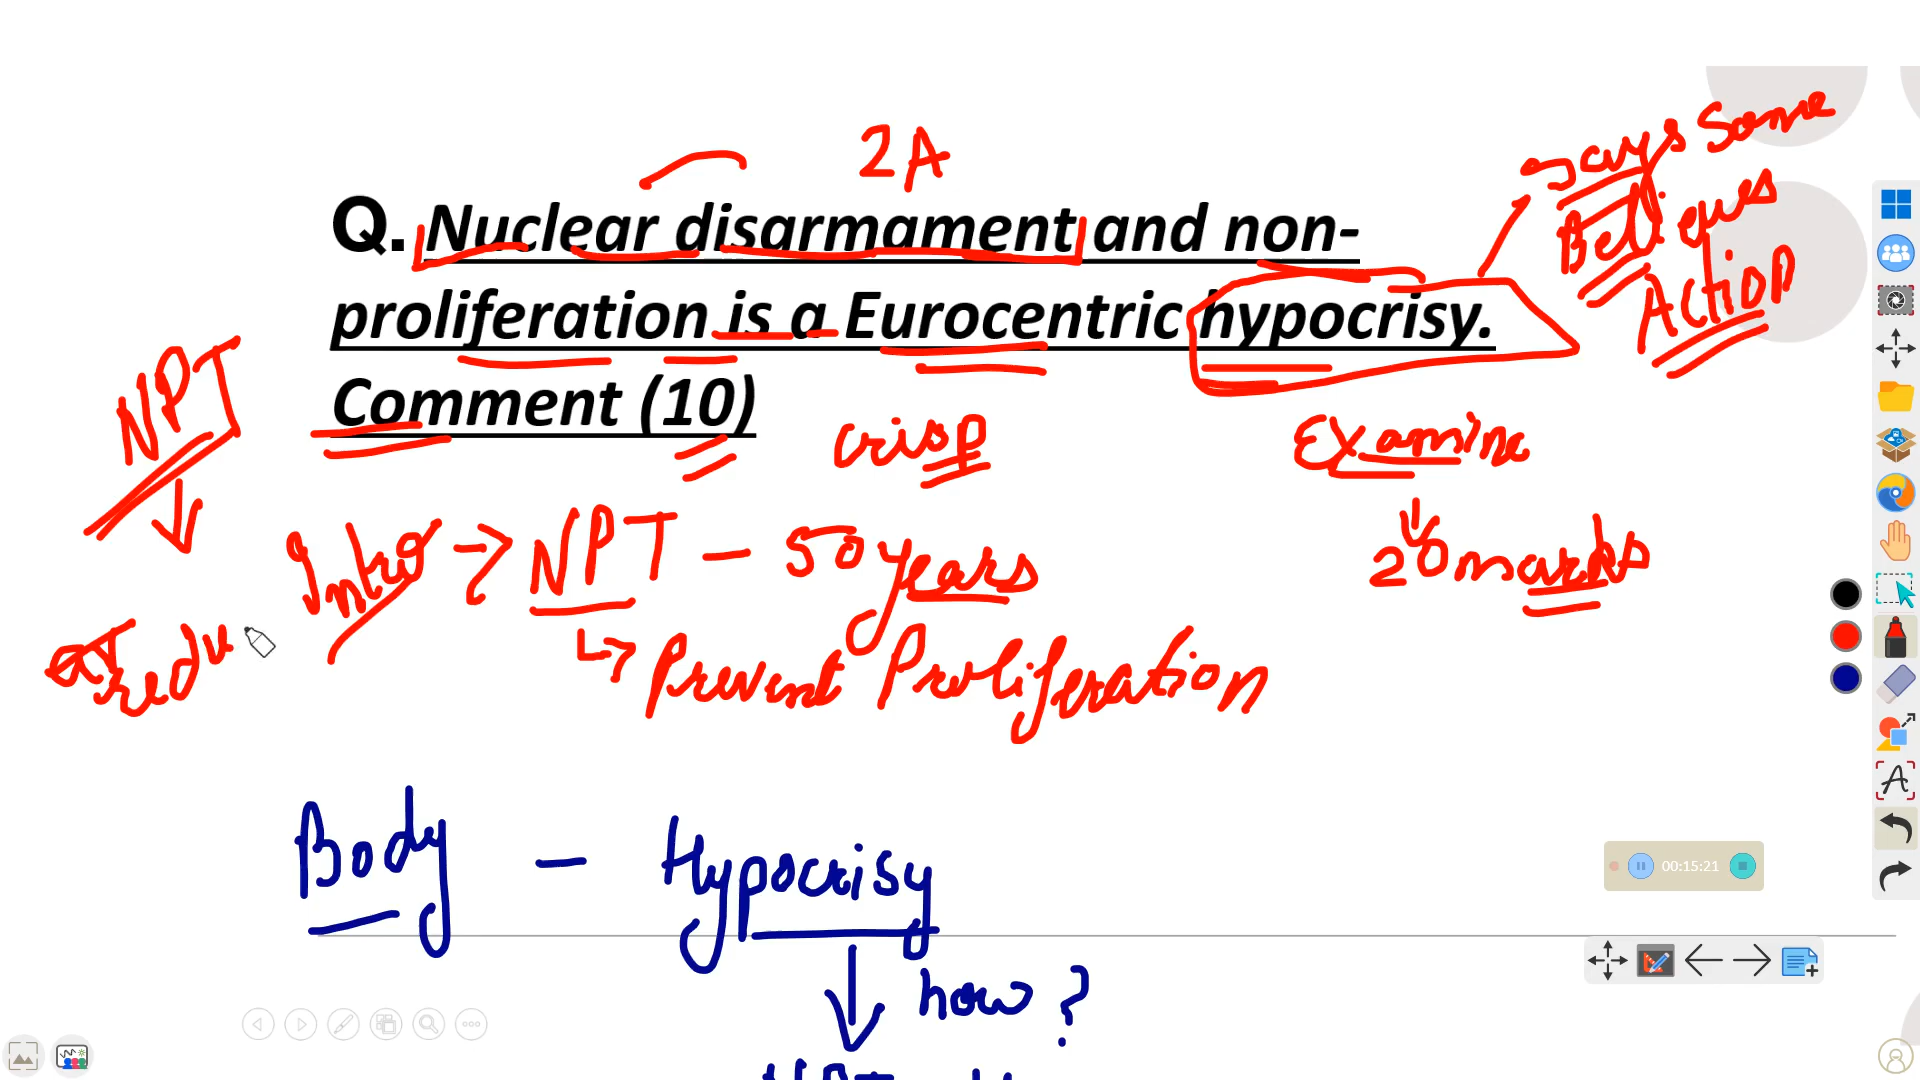 2A
says some
Q. Nuclear disarmament and non-
Believes
proliferation is a Eurocentric hypocrisy.
Action
NPT
Comment (10)
crisp
Examine
Intro → NPT – 50 years
20 marks
redu
↳ Prevent Proliferation
Body – Hypocrisy
00:15:21
how?